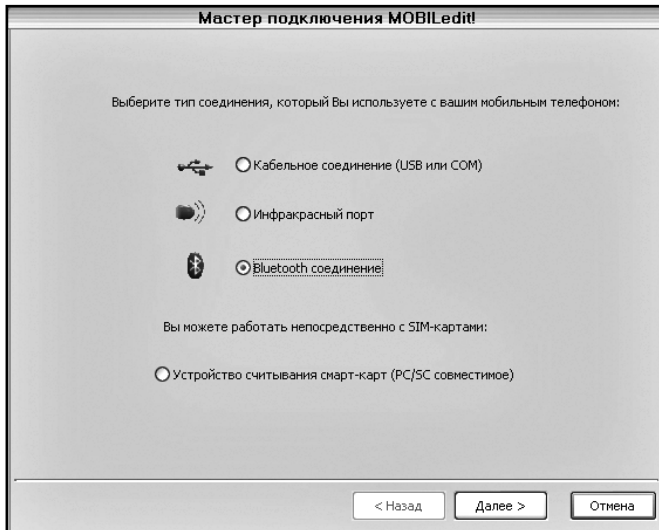 Мастер подключения MOBILedit!
Выберите тип соединения, который Вы используете с вашим мобильным телефоном:
Кабельное соединение (USB или COM)
Инфракрасный порт
Bluetooth соединение
Вы можете работать непосредственно с SIM-картами:
Устройство считывания смарт-карт (PC/SC совместимое)
< Назад
Далее >
Отмена